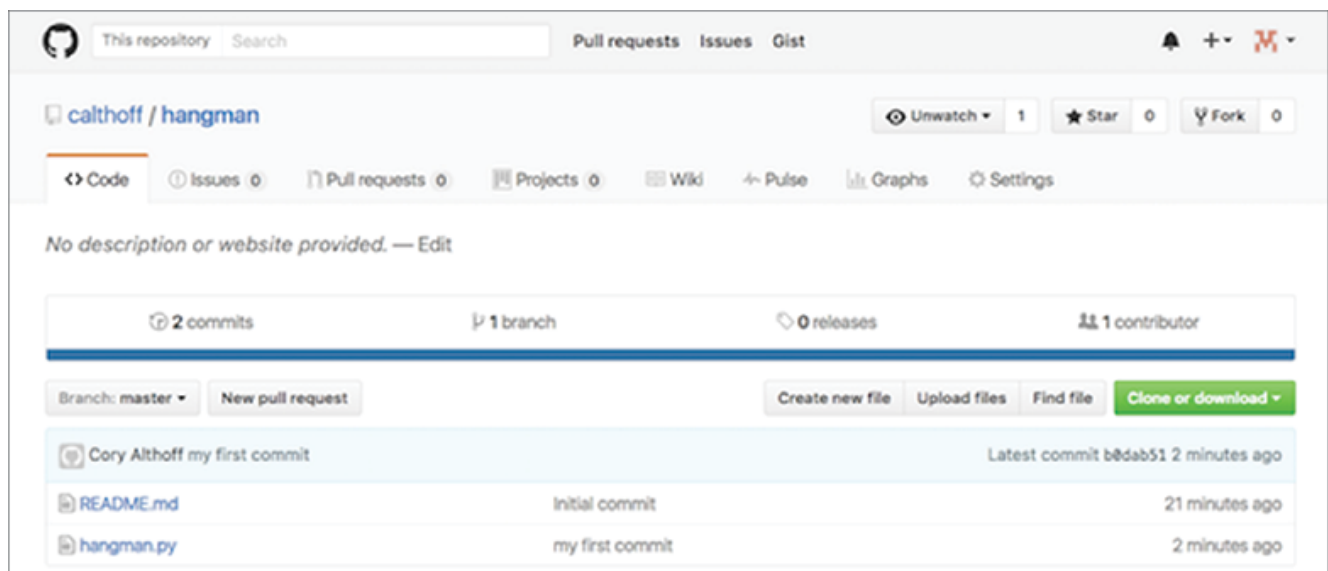 This repository Search Pull requests Issues Gist
calthoff / hangman Unwatch 1 Star 0 Fork 0
Code Issues 0 Pull requests 0 Projects 0 Wiki Pulse Graphs Settings
No description or website provided. — Edit
2 commits 1 branch 0 releases 1 contributor
Branch: master New pull request Create new file Upload files Find file Clone or download
Cory Althoff my first commit Latest commit b0dab51 2 minutes ago
README.md Initial commit 21 minutes ago
hangman.py my first commit 2 minutes ago